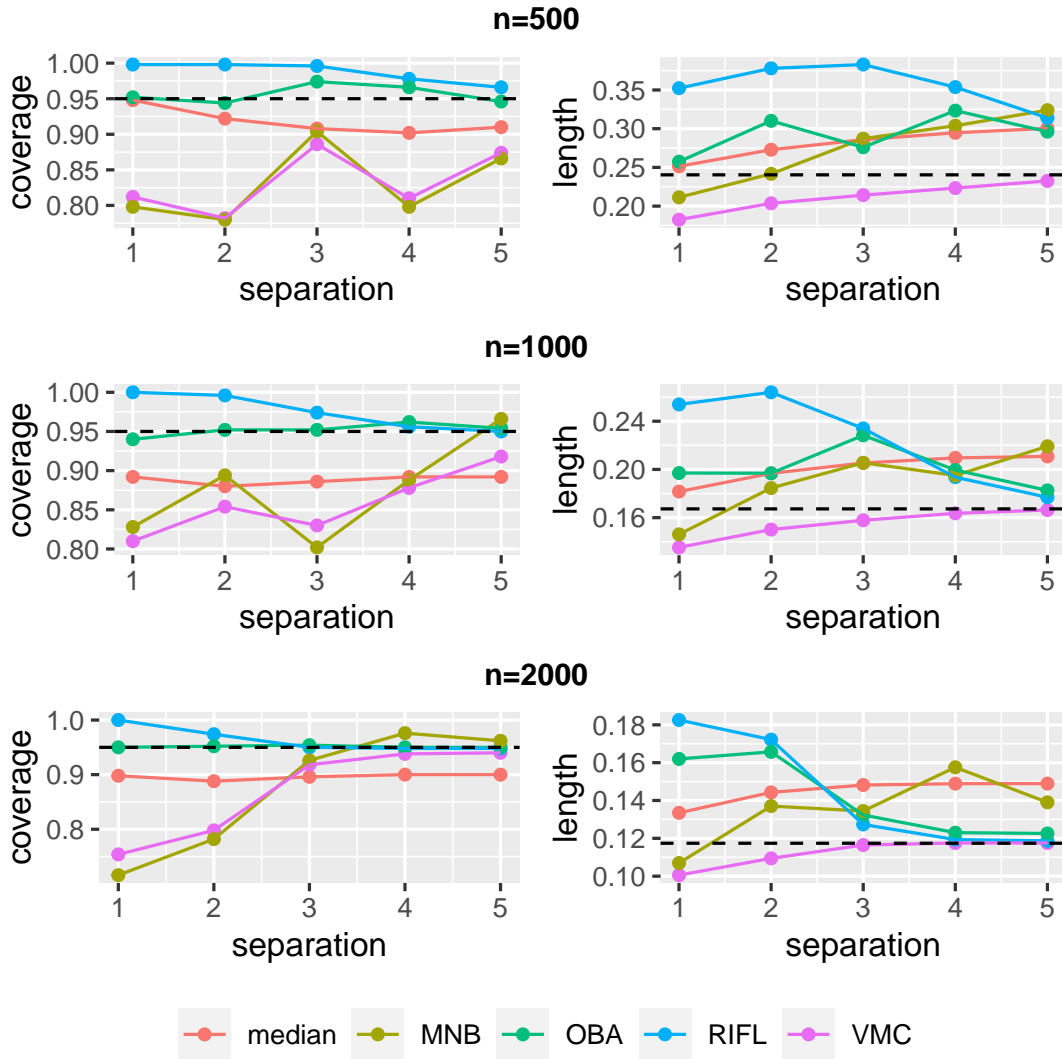 n=500
coverage
1.00
0.95
0.90
0.85
0.80
1 2 3 4 5
separation
length
0.35
0.30
0.25
0.20
1 2 3 4 5
separation
n=1000
coverage
1.00
0.95
0.90
0.85
0.80
1 2 3 4 5
separation
length
0.24
0.20
0.16
1 2 3 4 5
separation
n=2000
coverage
1.0
0.9
0.8
1 2 3 4 5
separation
length
0.18
0.16
0.14
0.12
0.10
1 2 3 4 5
separation
median MNB OBA RIFL VMC